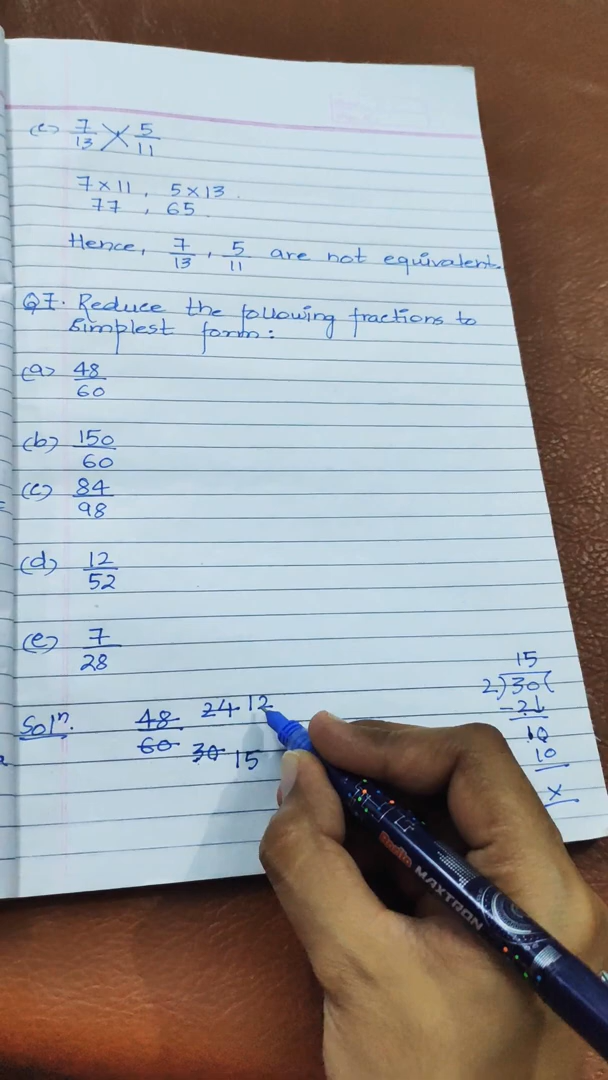 (c) 7/13 × 5/11
7 × 11 , 5 × 13 .
77 , 65 .
Hence, 7/13 , 5/11 are not equivalent.
Q7. Reduce the following fractions to
simplest form :
(a) 48/60
(b) 150/60
(c) 84/98
(d) 12/52
(e) 7/28
15
2)30(
-2↓
10
10
x
Solⁿ. 48 24 12
60 30 15
Rorito MAXTRON